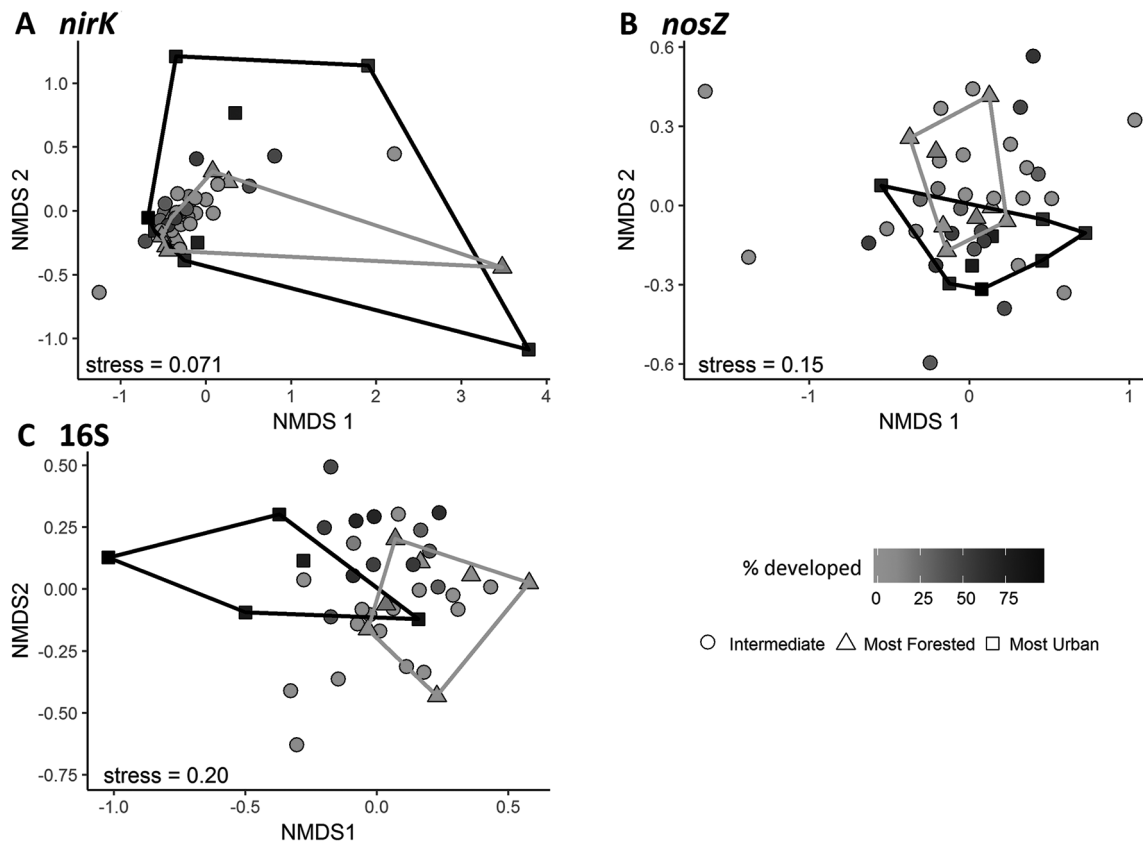 A nirK
1.0
0.5
0.0
-0.5
-1.0
NMDS 2
stress = 0.071
-1 0 1 2 3 4
NMDS 1
B nosZ
0.6
0.3
0.0
-0.3
-0.6
NMDS 2
stress = 0.15
-1 0 1
NMDS 1
C 16S
0.50
0.25
0.00
-0.25
-0.50
-0.75
NMDS2
stress = 0.20
-1.0 -0.5 0.0 0.5
NMDS1
% developed
0 25 50 75
Intermediate Most Forested Most Urban